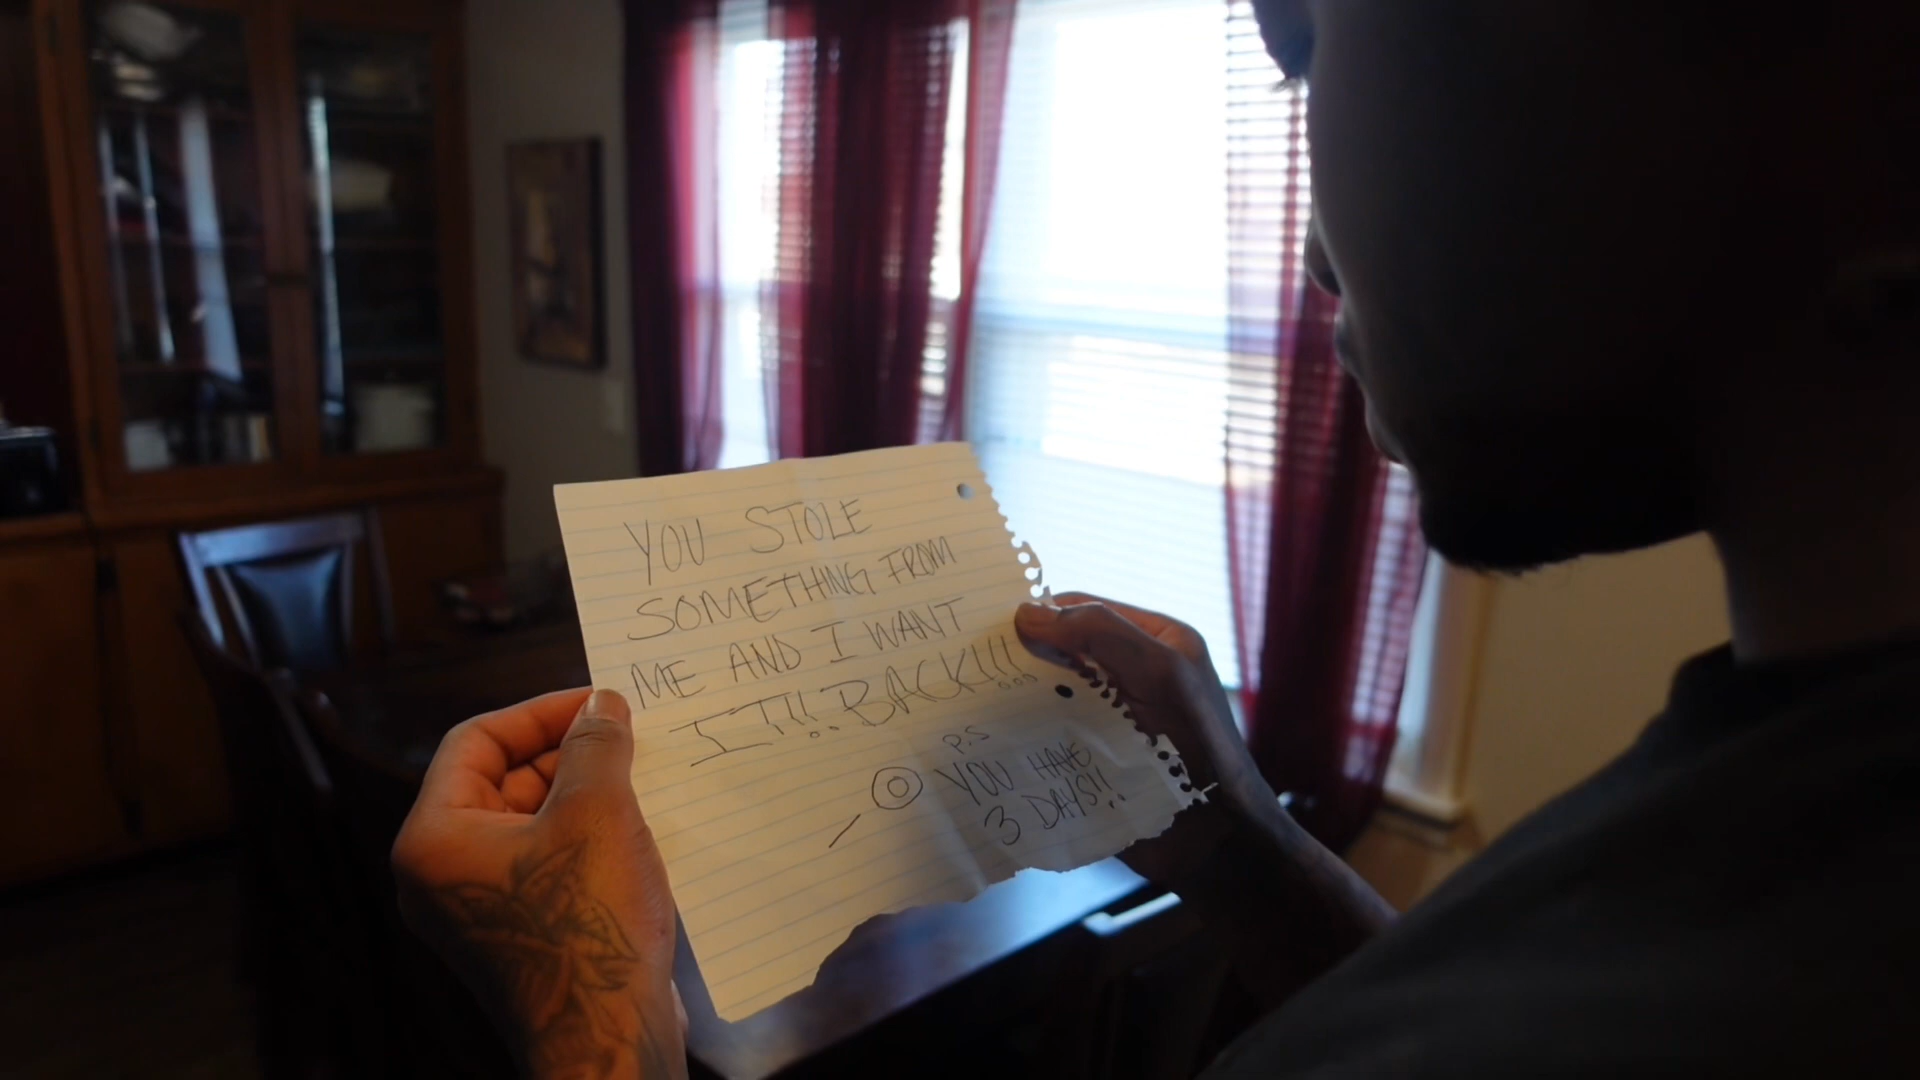 YOU STOLE
SOMETHING FROM
ME AND I WANT
IT!! BACK!!!
P.S
YOU HAVE
3 DAYS!!